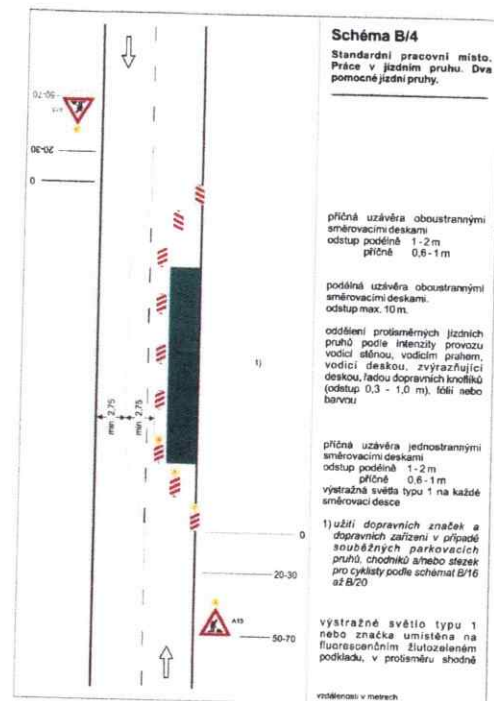 Schéma B/4
Standardní pracovní místo.
Práce v jízdním pruhu. Dva
pomocné jízdní pruhy.
50-70
A15
20-30
0
příčná uzávěra oboustrannými
směrovacími deskami
odstup podélně 1 - 2 m
příčně 0,6 - 1 m
podélná uzávěra oboustrannými
směrovacími deskami.
odstup max. 10 m.
oddělení protisměrných jízdních
pruhů podle intenzity provozu
vodicí stěnou, vodicím prahem,
vodicí deskou, zvýrazňující
deskou, řadou dopravních knoflíků
(odstup 0,3 - 1,0 m), fólií nebo
barvou
1)
min. 2,75
min. 2,75
příčná uzávěra jednostrannými
směrovacími deskami
odstup podélně 1 - 2 m
příčně 0,6 - 1 m
výstražná světla typu 1 na každé
směrovací desce
1) užití dopravních značek a
dopravních zařízení v případě
souběžných parkovacích
pruhů, chodníků a/nebo stezek
pro cyklisty podle schémat B/16
až B/20
0
20-30
A15
50-70
výstražné světlo typu 1
nebo značka umístěna na
fluorescenčním žlutozeleném
podkladu, v protisměru shodně
vzdálenosti v metrech